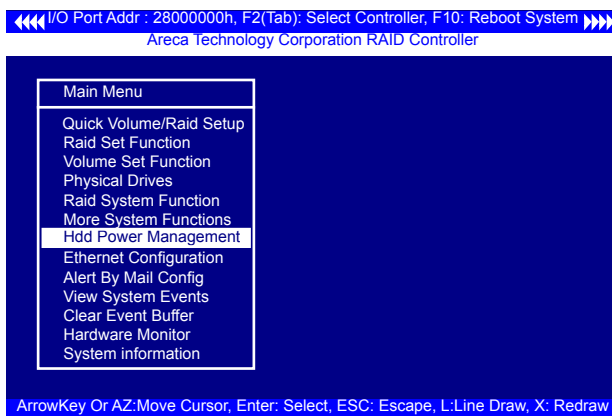 I/O Port Addr : 28000000h, F2(Tab): Select Controller, F10: Reboot System
Areca Technology Corporation RAID Controller
Main Menu
Quick Volume/Raid Setup
Raid Set Function
Volume Set Function
Physical Drives
Raid System Function
More System Functions
Hdd Power Management
Ethernet Configuration
Alert By Mail Config
View System Events
Clear Event Buffer
Hardware Monitor
System information
ArrowKey Or AZ:Move Cursor, Enter: Select, ESC: Escape, L:Line Draw, X: Redraw